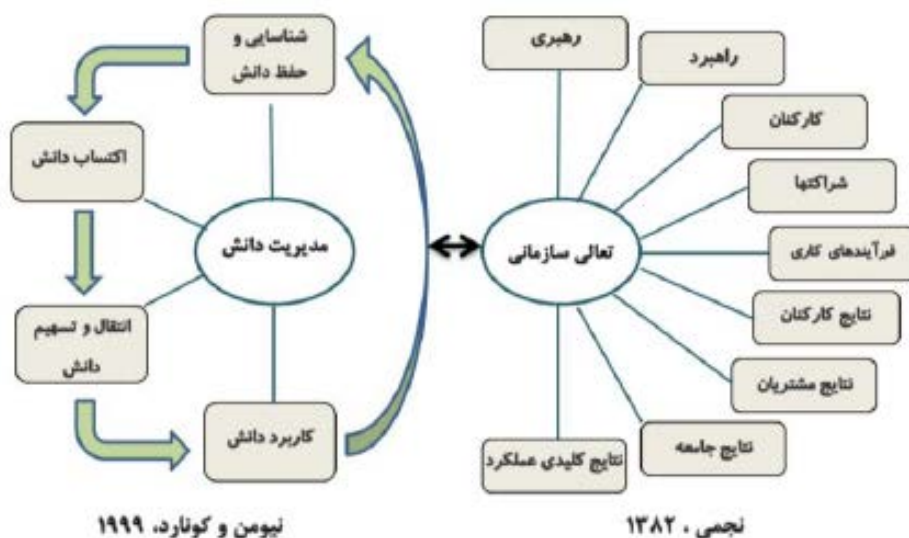 رهبری
راهبرد
کارکنان
شراکتها
فرآیندهای کاری
نتایج کارکنان
نتایج مشتریان
نتایج جامعه
نتایج کلیدی عملکرد
تعالی سازمانی
نجمی ، ۱۳۸۲
شناسایی و
حفظ دانش
اکتساب دانش
مدیریت دانش
انتقال و تسهیم
دانش
کاربرد دانش
نیومن و کونارد، ۱۹۹۹